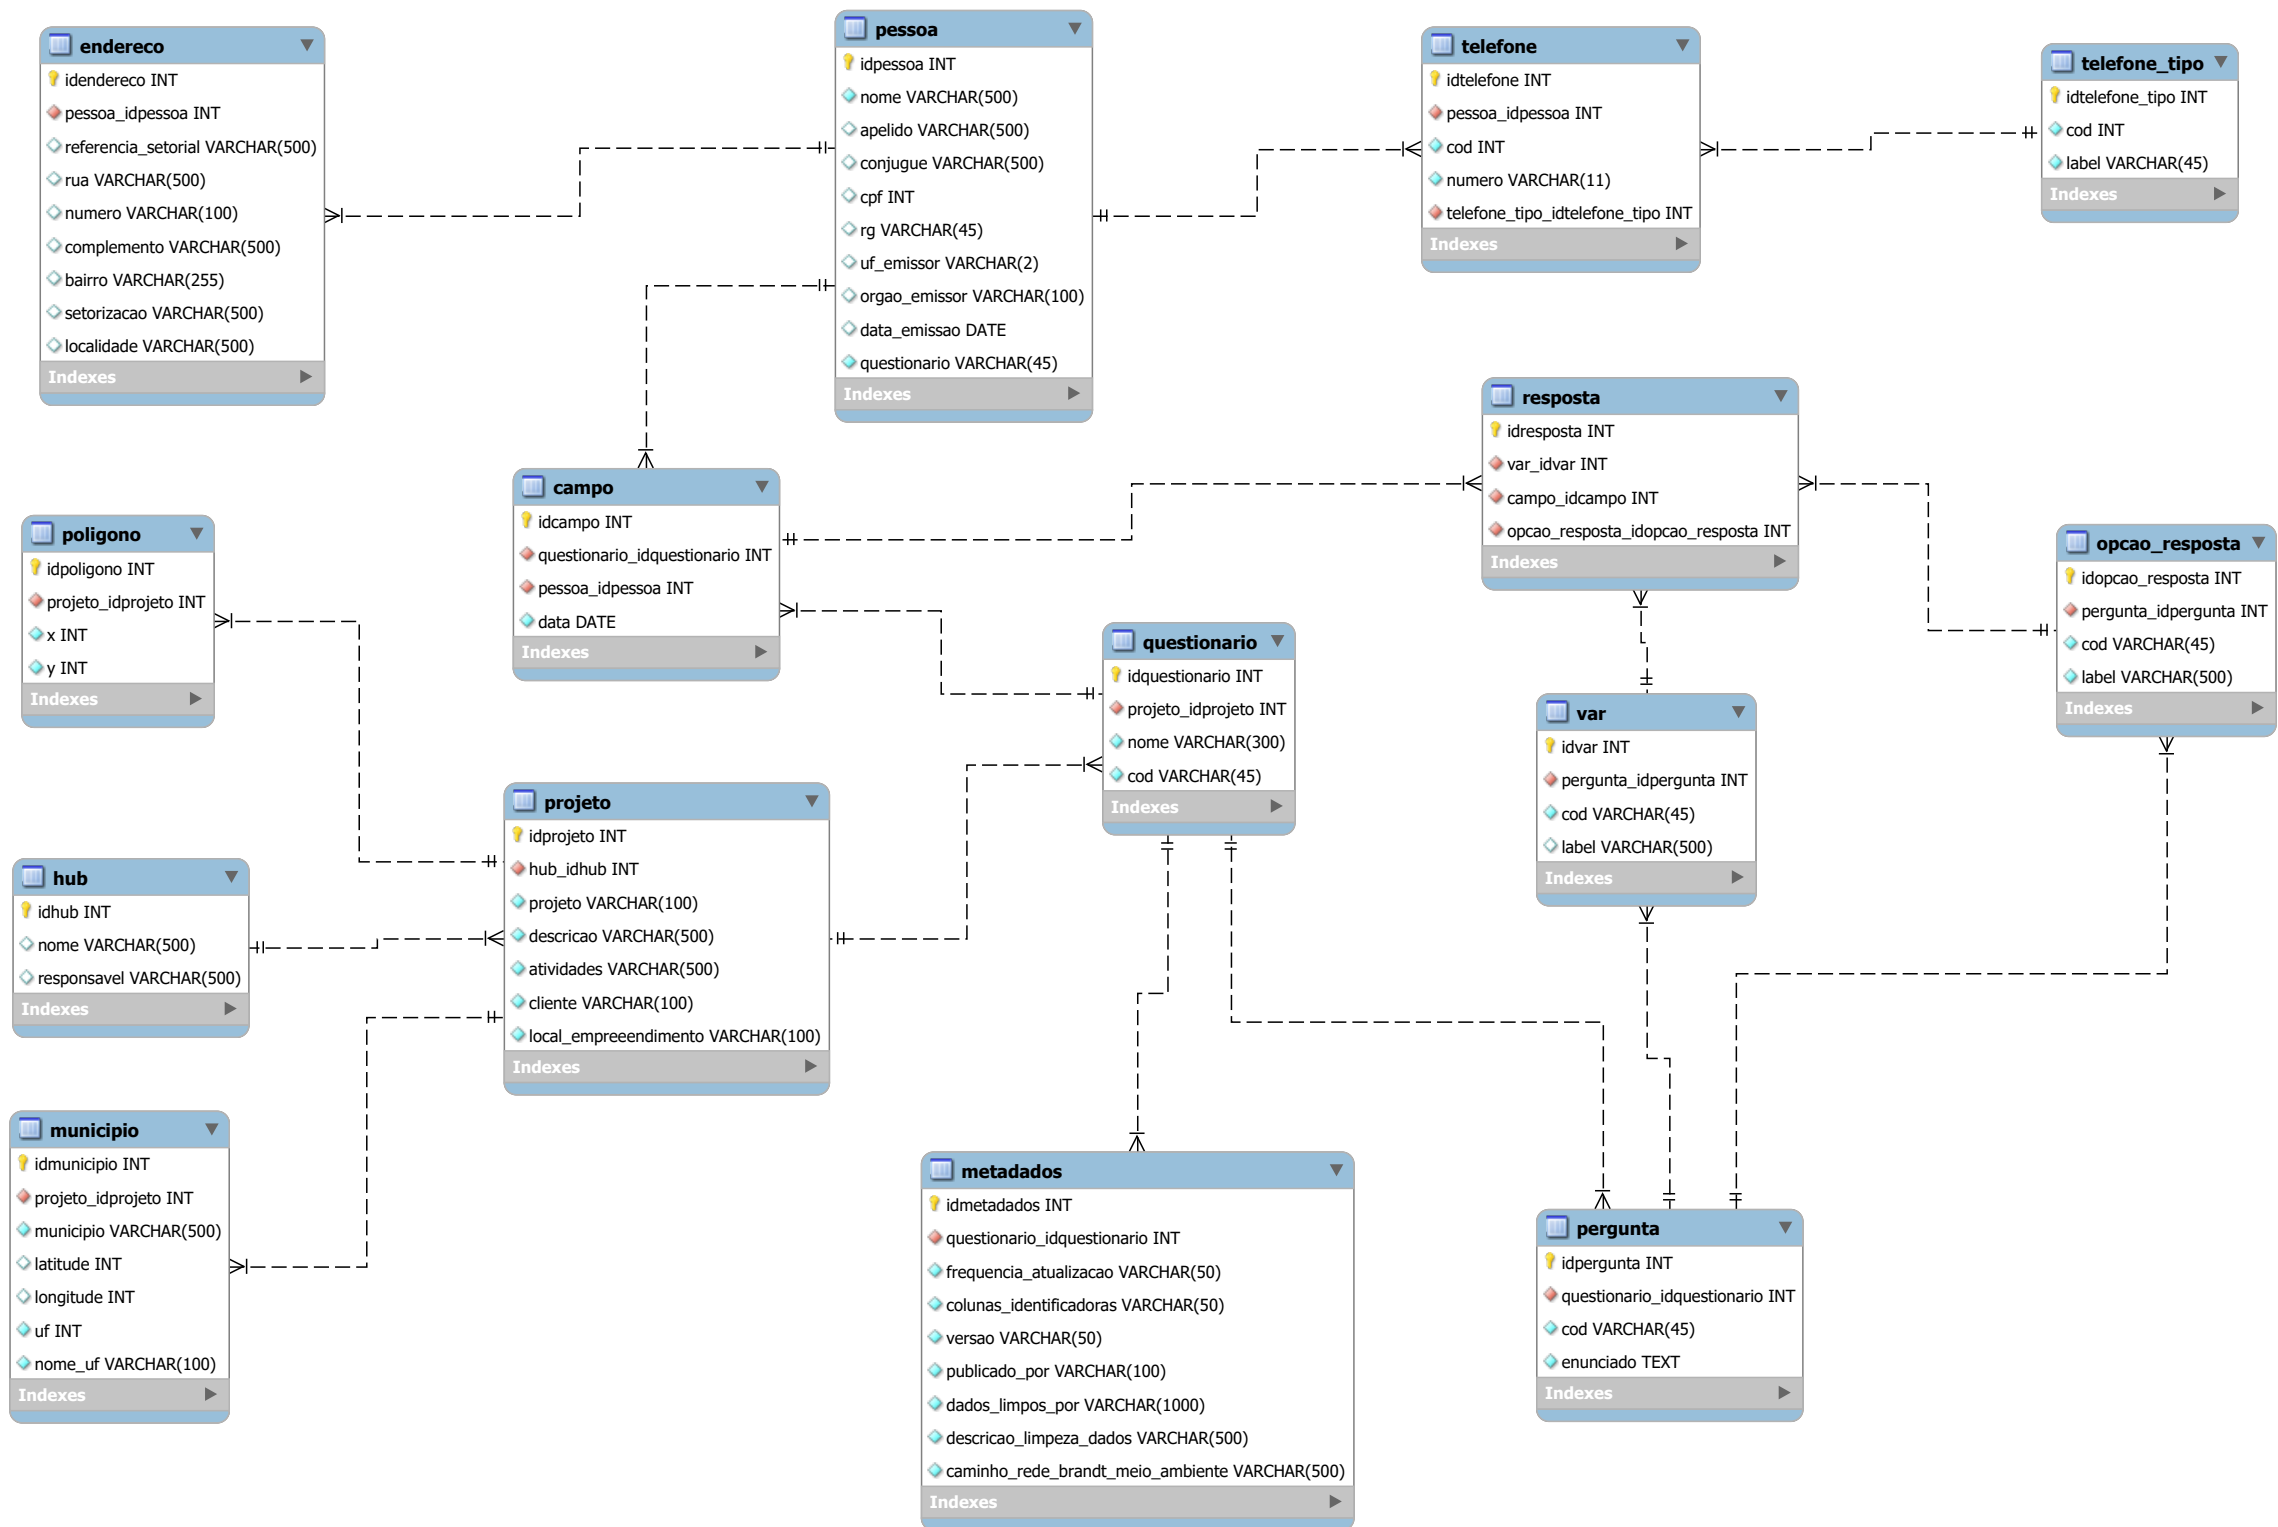 endereco
idendereco INT
pessoa_idpessoa INT
referencia_setorial VARCHAR(500)
rua VARCHAR(500)
numero VARCHAR(100)
complemento VARCHAR(500)
bairro VARCHAR(255)
setorizacao VARCHAR(500)
localidade VARCHAR(500)
Indexes
pessoa
idpessoa INT
nome VARCHAR(500)
apelido VARCHAR(500)
conjugue VARCHAR(500)
cpf INT
rg VARCHAR(45)
uf_emissor VARCHAR(2)
orgao_emissor VARCHAR(100)
data_emissao DATE
questionario VARCHAR(45)
Indexes
telefone
idtelefone INT
pessoa_idpessoa INT
cod INT
numero VARCHAR(11)
telefone_tipo_idtelefone_tipo INT
Indexes
telefone_tipo
idtelefone_tipo INT
cod INT
label VARCHAR(45)
Indexes
resposta
idresposta INT
var_idvar INT
campo_idcampo INT
opcao_resposta_idopcao_resposta INT
Indexes
campo
idcampo INT
questionario_idquestionario INT
pessoa_idpessoa INT
data DATE
Indexes
poligono
idpoligono INT
projeto_idprojeto INT
x INT
y INT
Indexes
opcao_resposta
idopcao_resposta INT
pergunta_idpergunta INT
cod VARCHAR(45)
label VARCHAR(500)
Indexes
questionario
idquestionario INT
projeto_idprojeto INT
nome VARCHAR(300)
cod VARCHAR(45)
Indexes
var
idvar INT
pergunta_idpergunta INT
cod VARCHAR(45)
label VARCHAR(500)
Indexes
projeto
idprojeto INT
hub_idhub INT
projeto VARCHAR(100)
descricao VARCHAR(500)
atividades VARCHAR(500)
cliente VARCHAR(100)
local_empreeendimento VARCHAR(100)
Indexes
hub
idhub INT
nome VARCHAR(500)
responsavel VARCHAR(500)
Indexes
municipio
idmunicipio INT
projeto_idprojeto INT
municipio VARCHAR(500)
latitude INT
longitude INT
uf INT
nome_uf VARCHAR(100)
Indexes
metadados
idmetadados INT
questionario_idquestionario INT
frequencia_atualizacao VARCHAR(50)
colunas_identificadoras VARCHAR(50)
versao VARCHAR(50)
publicado_por VARCHAR(100)
dados_limpos_por VARCHAR(1000)
descricao_limpeza_dados VARCHAR(500)
caminho_rede_brandt_meio_ambiente VARCHAR(500)
Indexes
pergunta
idpergunta INT
questionario_idquestionario INT
cod VARCHAR(45)
enunciado TEXT
Indexes